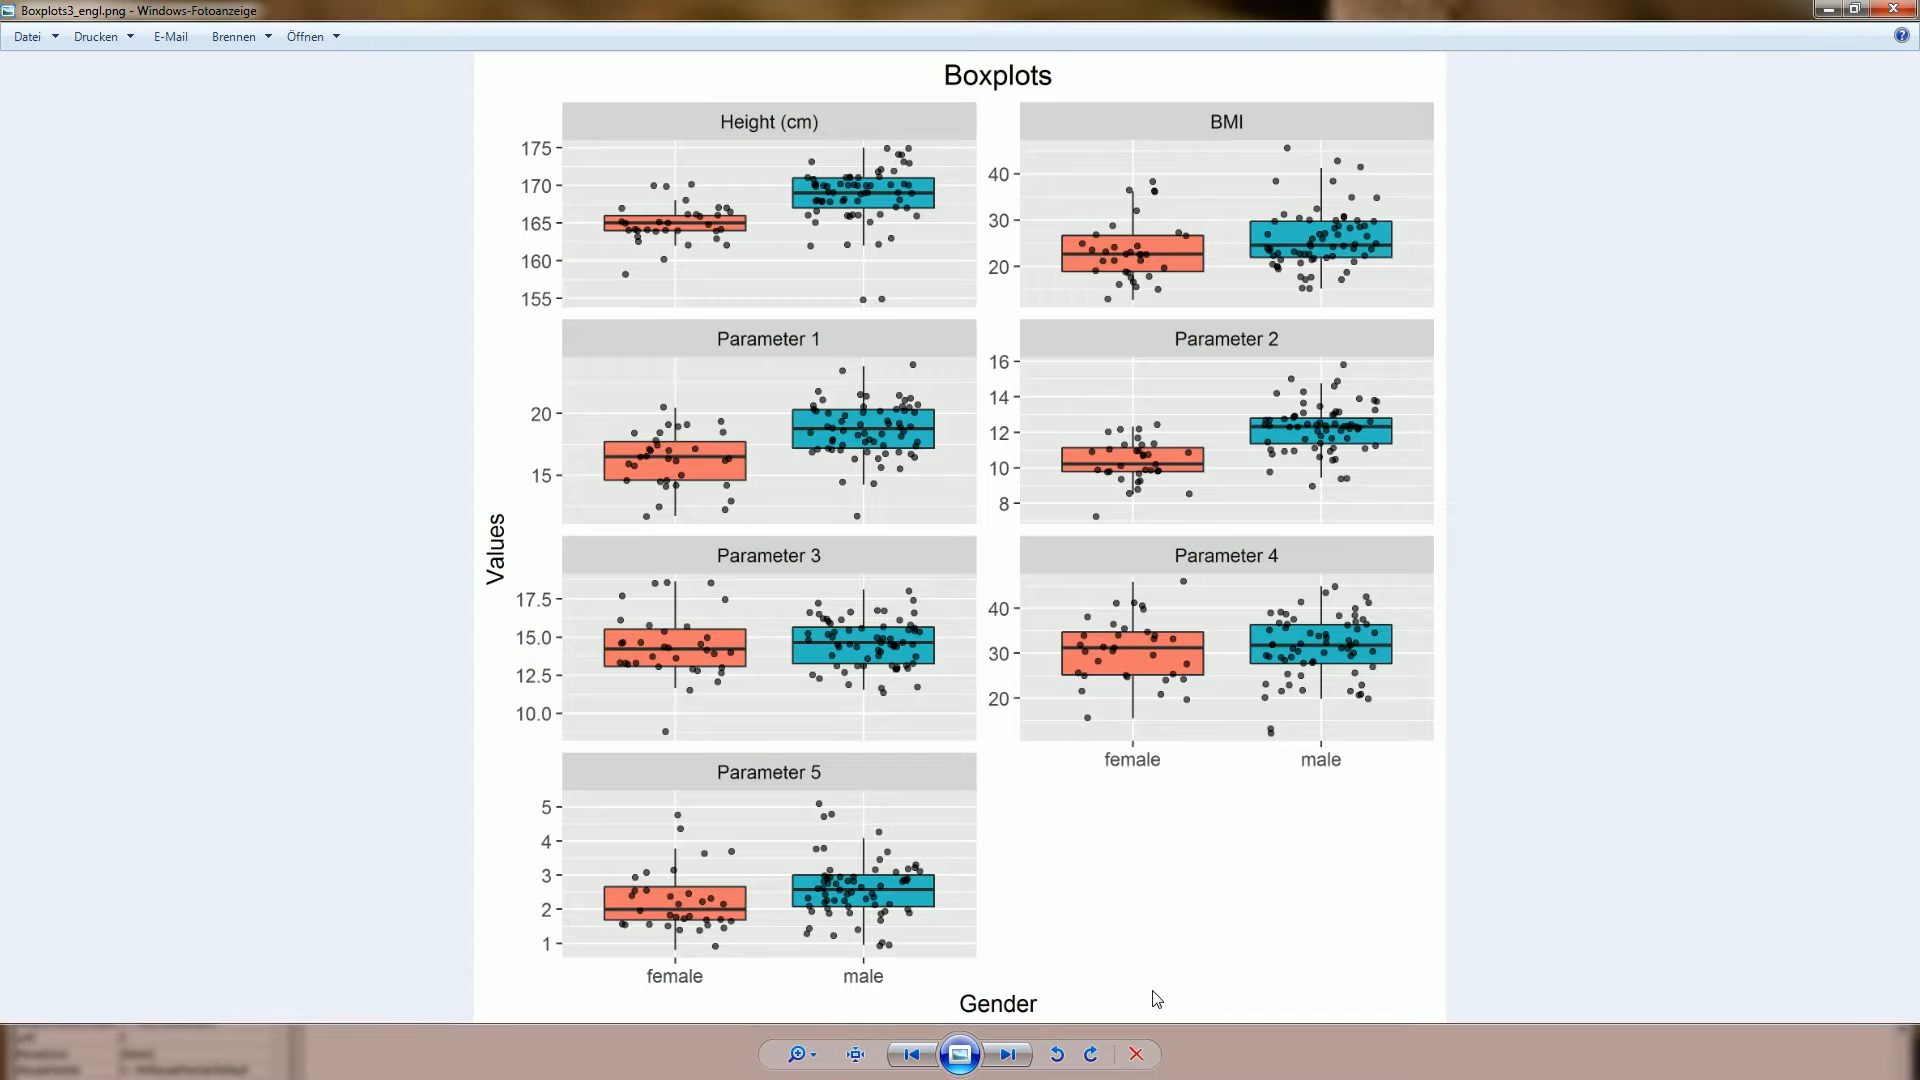 Boxplots3_engl.png - Windows-Fotoanzeige
Datei Drucken E-Mail Brennen Öffnen
Boxplots
Height (cm)
175
170
165
160
155
BMI
40
30
20
Parameter 1
20
15
Parameter 2
16
14
12
10
8
Values
Parameter 3
17.5
15.0
12.5
10.0
Parameter 4
40
30
20
female male
Parameter 5
5
4
3
2
1
female male
Gender